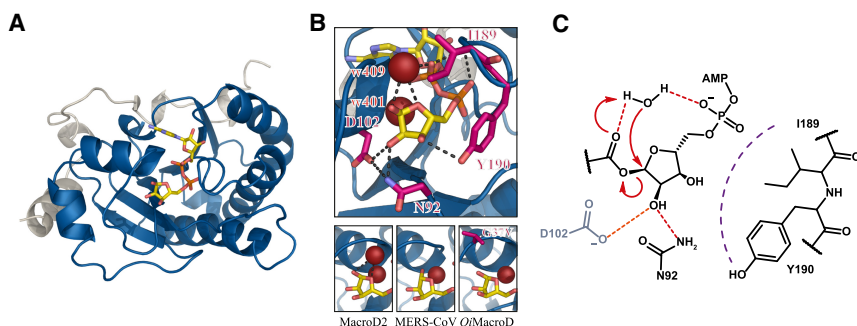 A
B
C
I189
w409
w401
D102
Y190
N92
MacroD2 MERS-CoV OiMacroD
H H
O
AMP
O
−
P O
O
O
O
O
O
OH
OH
D102
O
O
−
O
NH2
N92
I189
O
NH
O
HO
Y190